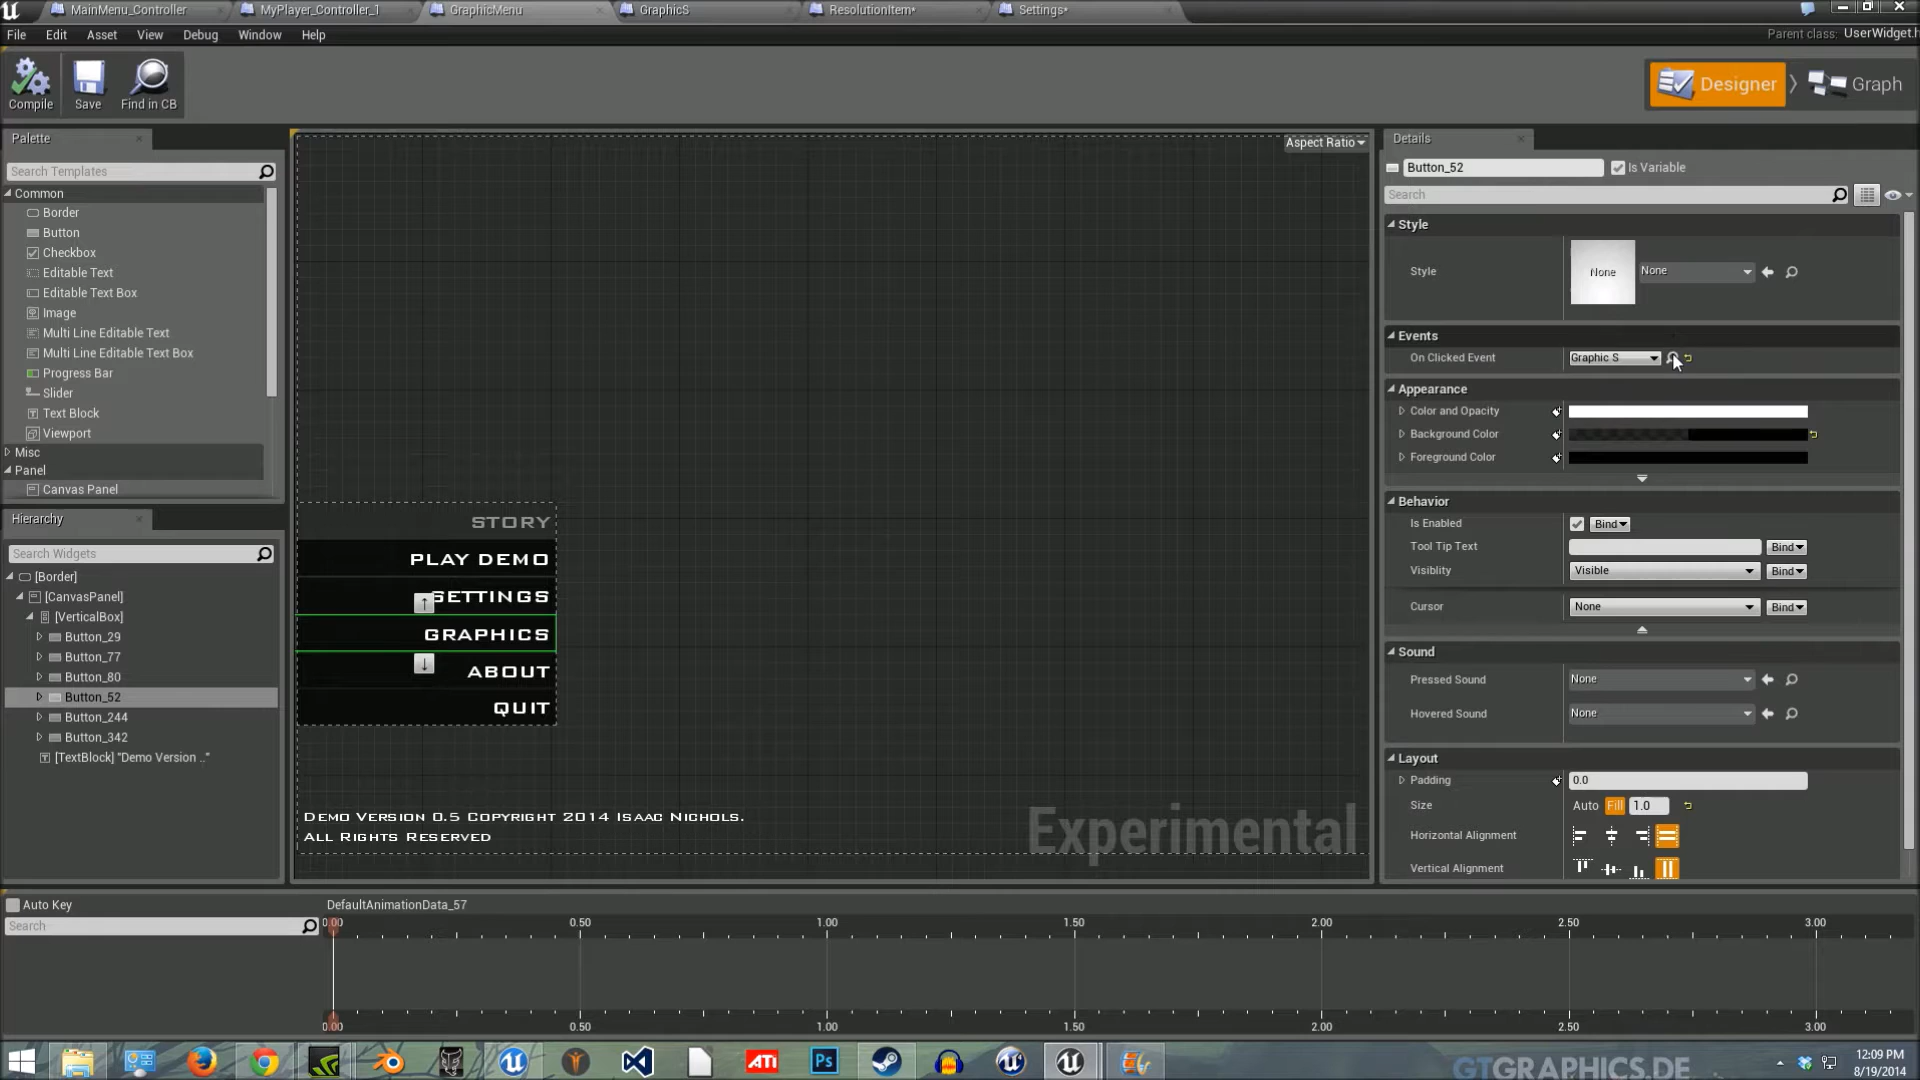 MainMenu_Controller
MyPlayer_Controller_1
GraphicMenu
GraphicS
ResolutionItem*
Settings*
File Edit Asset View Debug Window Help
Parent class: UserWidget.h
Compile
Save
Find in CB
Designer
Graph
Palette
Search Templates
Common
Border
Button
Checkbox
Editable Text
Editable Text Box
Image
Multi Line Editable Text
Multi Line Editable Text Box
Progress Bar
Slider
Text Block
Viewport
Misc
Panel
Canvas Panel
Hierarchy
Search Widgets
[Border]
[CanvasPanel]
[VerticalBox]
Button_29
Button_77
Button_80
Button_52
Button_244
Button_342
[TextBlock] "Demo Version .."
Aspect Ratio
STORY
PLAY DEMO
SETTINGS
GRAPHICS
ABOUT
QUIT
DEMO VERSION 0.5 COPYRIGHT 2014 ISAAC NICHOLS.
ALL RIGHTS RESERVED
Experimental
Details
Button_52
Is Variable
Search
Style
Style
None
None
Events
On Clicked Event
Graphic S
Appearance
Color and Opacity
Background Color
Foreground Color
Behavior
Is Enabled
Bind
Tool Tip Text
Bind
Visiblity
Visible
Bind
Cursor
None
Bind
Sound
Pressed Sound
None
Hovered Sound
None
Layout
Padding
0.0
Size
Auto Fill 1.0
Horizontal Alignment
Vertical Alignment
Auto Key
Search
DefaultAnimationData_57
0.00 0.50 1.00 1.50 2.00 2.50 3.00
0.00 0.50 1.00 1.50 2.00 2.50 3.00
ATi
Ps
GTGRAPHICS.DE
12:09 PM
8/19/2014